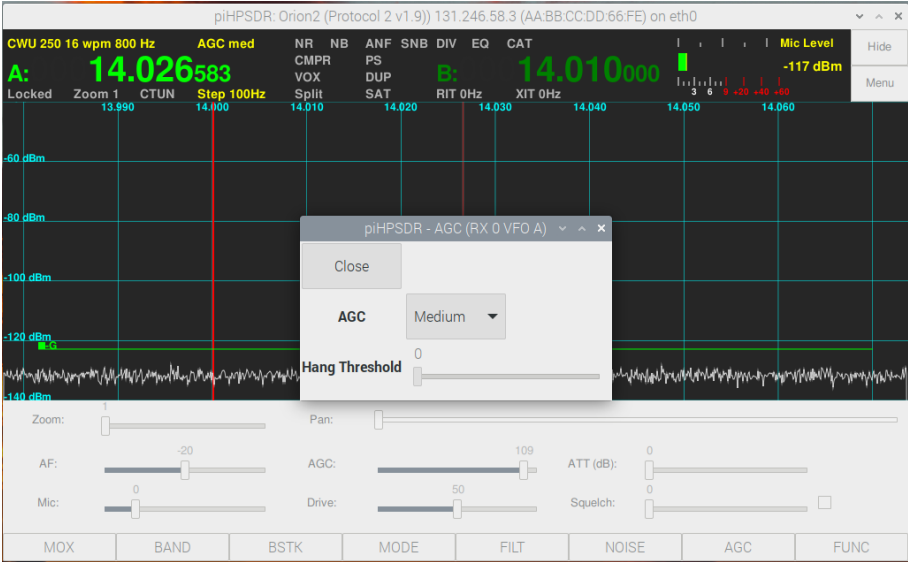 piHPSDR: Orion2 (Protocol 2 v1.9)) 131.246.58.3 (AA:BB:CC:DD:66:FE) on eth0
CWU 250 16 wpm 800 Hz AGC med NR NB ANF SNB DIV EQ CAT Mic Level Hide
CMPR PS -117 dBm
A: 14.026583 VOX DUP B: 14.010000 Menu
Locked Zoom 1 CTUN Step 100Hz Split SAT RIT 0Hz XIT 0Hz 3 6 9 +20 +40 +60
13.990 14.000 14.010 14.020 14.030 14.040 14.050 14.060
-60 dBm
-80 dBm
piHPSDR - AGC (RX 0 VFO A)
Close
-100 dBm
AGC Medium
-120 dBm
-G
0
Hang Threshold
-140 dBm
1
Zoom: Pan:
-20 109 0
AF: AGC: ATT (dB):
0 50 0
Mic: Drive: Squelch:
MOX BAND BSTK MODE FILT NOISE AGC FUNC